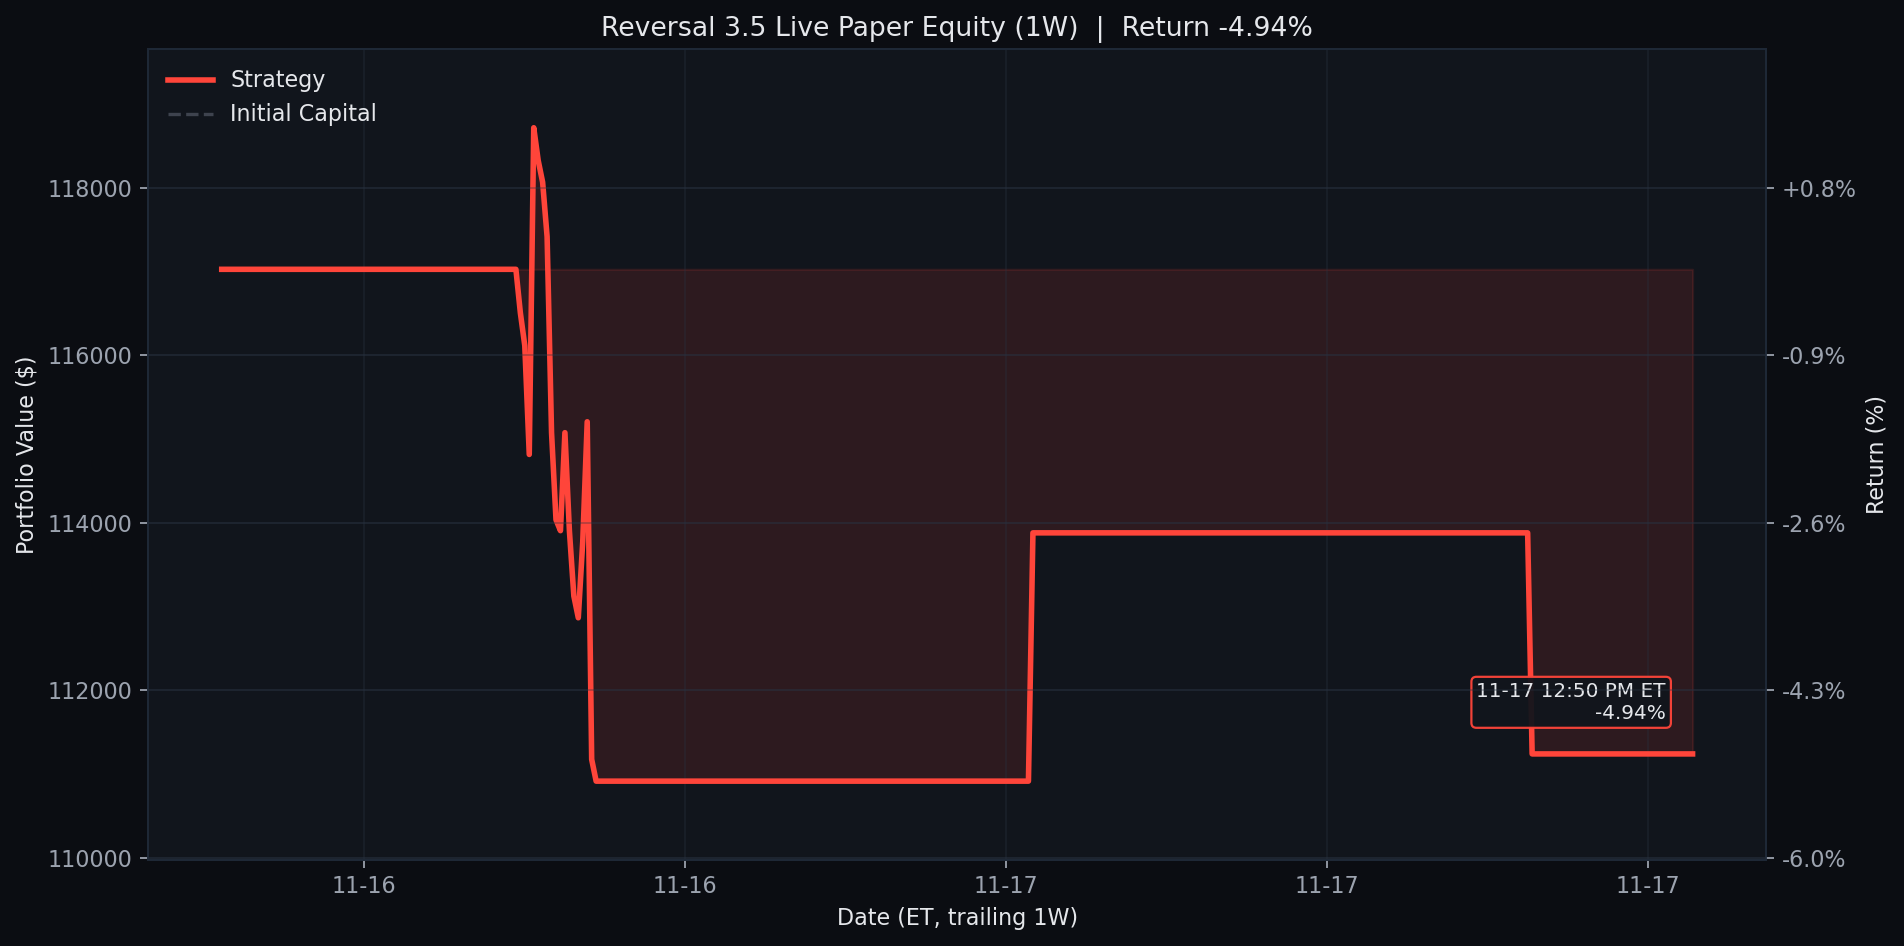 Reversal 3.5 Live Paper Equity (1W)  |  Return -4.94%
Strategy
Initial Capital
118000
116000
114000
112000
110000
Portfolio Value ($)
+0.8%
-0.9%
-2.6%
-4.3%
-6.0%
Return (%)
11-17 12:50 PM ET
-4.94%
11-16
11-16
11-17
11-17
11-17
Date (ET, trailing 1W)